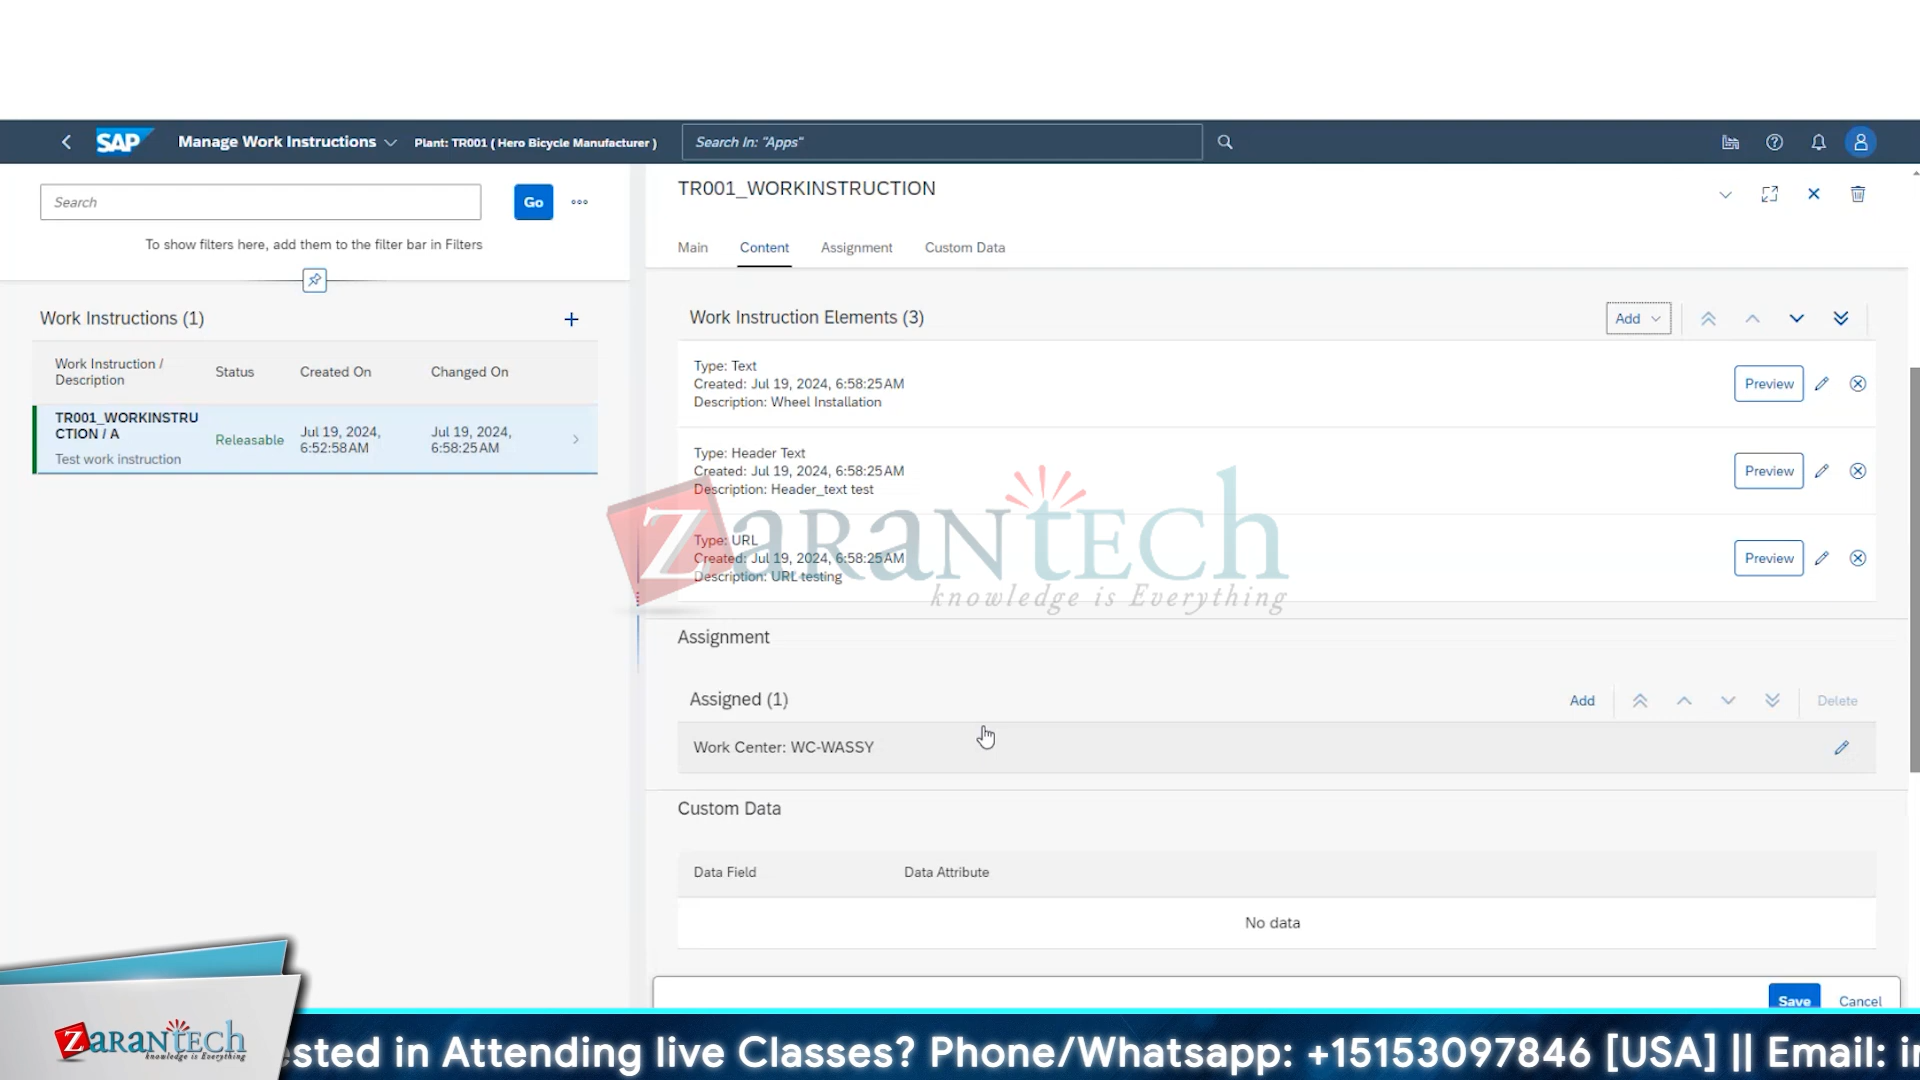 SAP
Manage Work Instructions
Plant: TR001 ( Hero Bicycle Manufacturer )
Search In: "Apps"
Search
Go
To show filters here, add them to the filter bar in Filters
Work Instructions (1)
Work Instruction /
Description
Status
Created On
Changed On
TR001_WORKINSTRU
CTION / A
Test work instruction
Releasable
Jul 19, 2024,
6:52:58 AM
Jul 19, 2024,
6:58:25 AM
TR001_WORKINSTRUCTION
Main
Content
Assignment
Custom Data
Work Instruction Elements (3)
Add
Type: Text
Created: Jul 19, 2024, 6:58:25 AM
Description: Wheel Installation
Preview
Type: Header Text
Created: Jul 19, 2024, 6:58:25 AM
Description: Header_text test
Preview
Type: URL
Created: Jul 19, 2024, 6:58:25 AM
Description: URL testing
Preview
ZARANTECH
knowledge is Everything
Assignment
Assigned (1)
Add
Delete
Work Center: WC-WASSY
Custom Data
Data Field
Data Attribute
No data
Save
Cancel
ZARANTECH
knowledge is Everything
ested in Attending live Classes? Phone/Whatsapp: +15153097846 [USA] || Email: